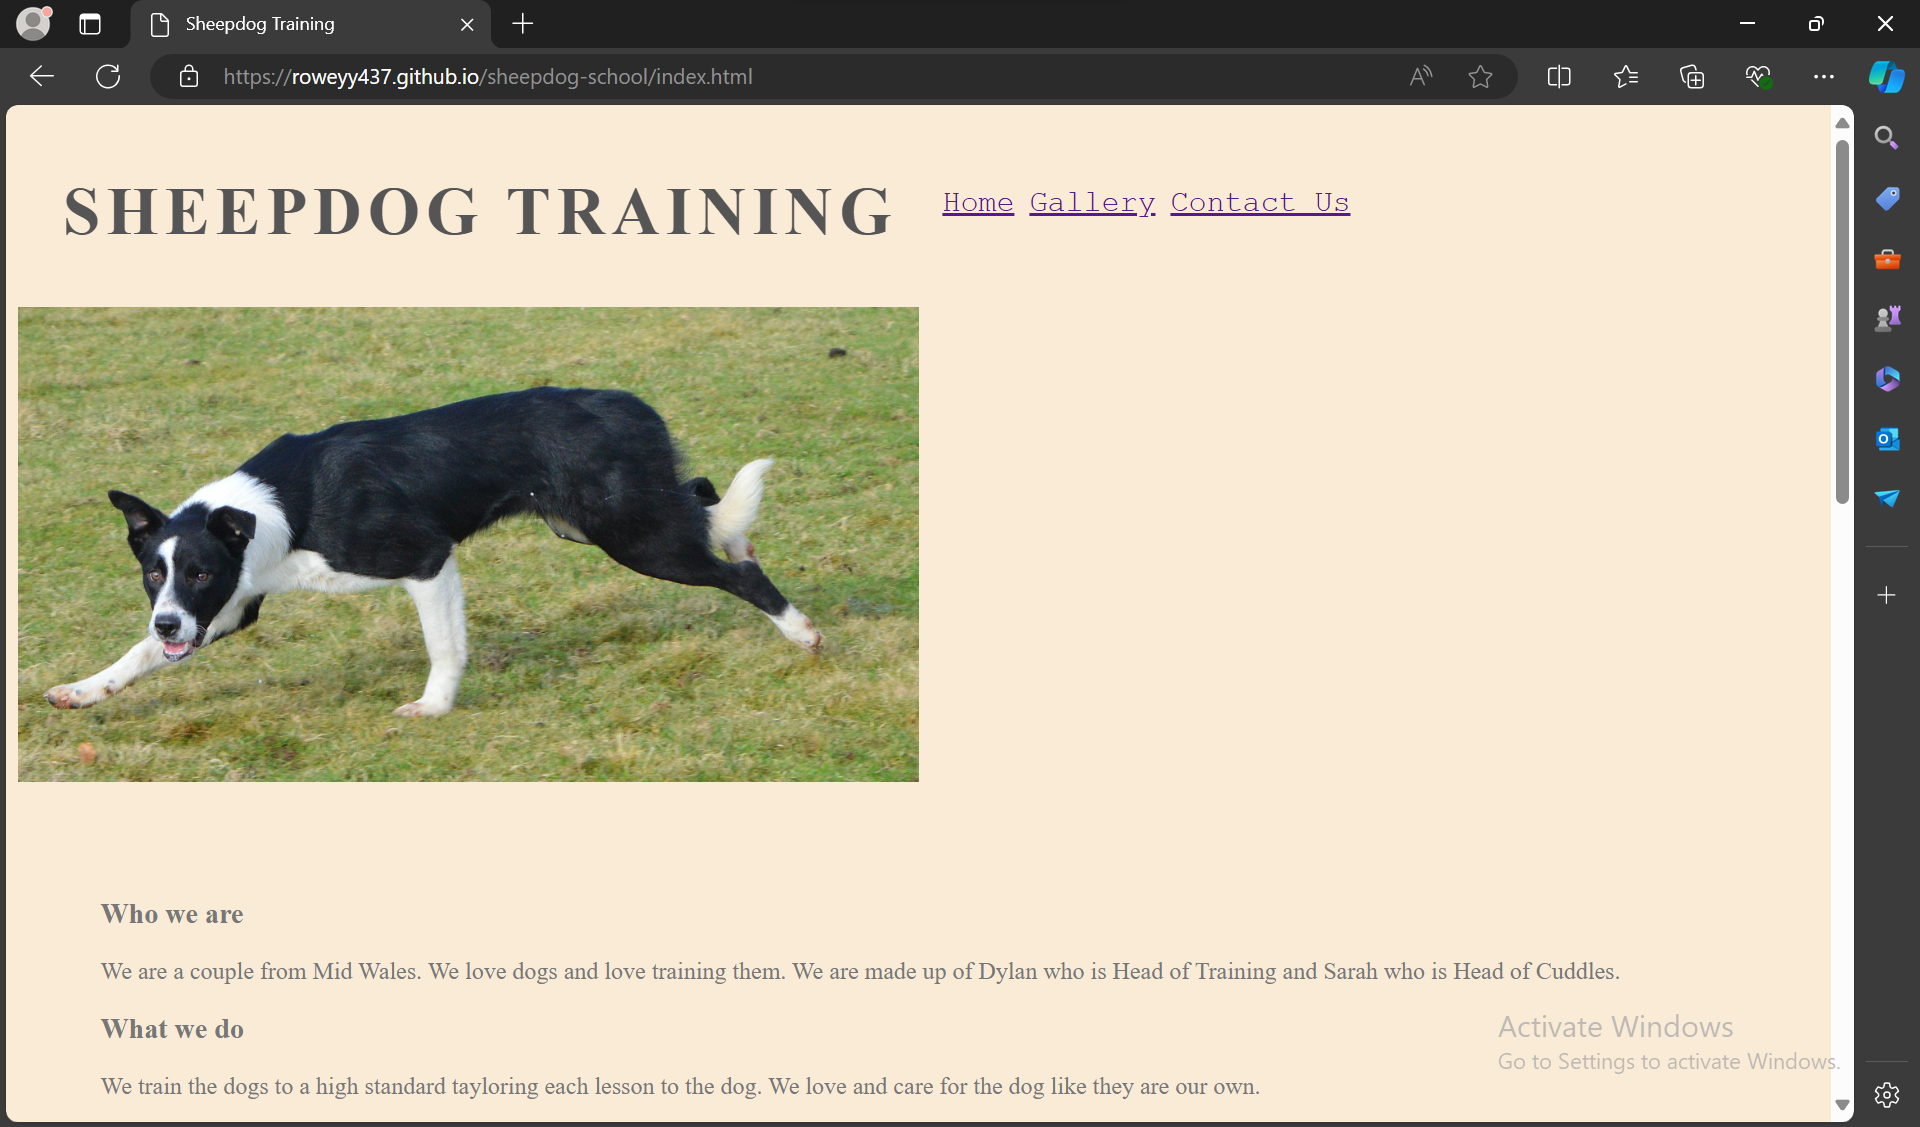 Sheepdog Training
https://roweyy437.github.io/sheepdog-school/index.html
SHEEPDOG TRAINING
Home Gallery Contact Us
Who we are
We are a couple from Mid Wales. We love dogs and love training them. We are made up of Dylan who is Head of Training and Sarah who is Head of Cuddles.
What we do
We train the dogs to a high standard tayloring each lesson to the dog. We love and care for the dog like they are our own.
Activate Windows
Go to Settings to activate Windows.